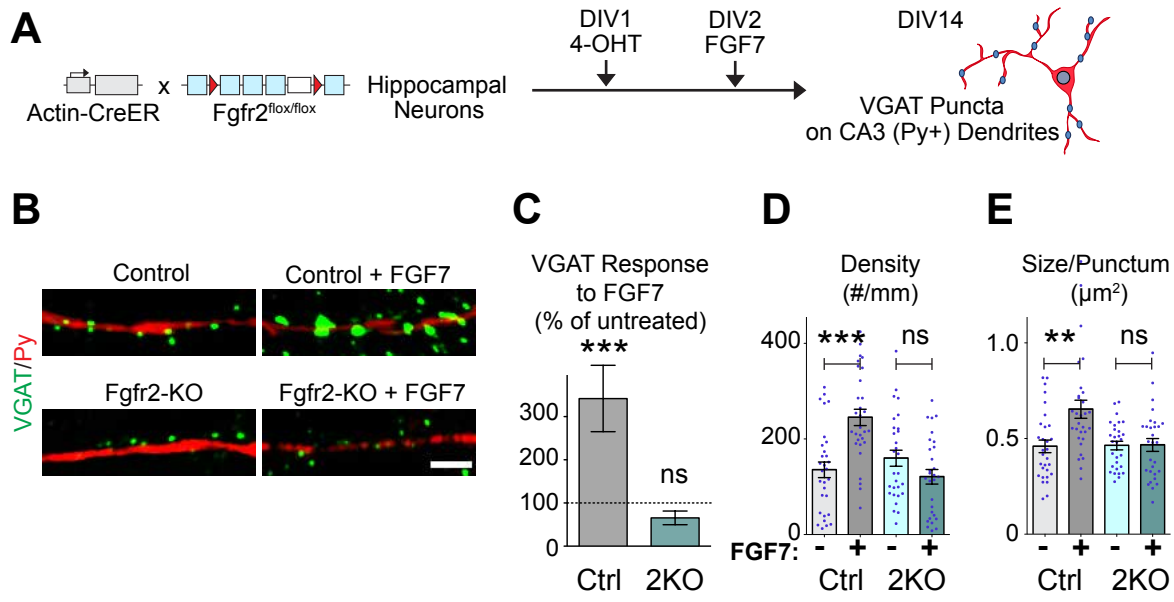 A
Actin-CreER
x
Fgfr2flox/flox
Hippocampal
Neurons
DIV1
4-OHT
DIV2
FGF7
DIV14
VGAT Puncta
on CA3 (Py+) Dendrites
B
VGAT/Py
Control
Control + FGF7
Fgfr2-KO
Fgfr2-KO + FGF7
C
VGAT Response
to FGF7
(% of untreated)
***
ns
300
200
100
0
Ctrl
2KO
D
Density
(#/mm)
***
ns
400
200
0
FGF7:
- + - +
Ctrl
2KO
E
Size/Punctum
(µm²)
**
ns
1.0
0.5
0
- + - +
Ctrl
2KO